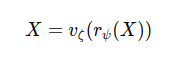 X = v_ζ(r_ψ(X))